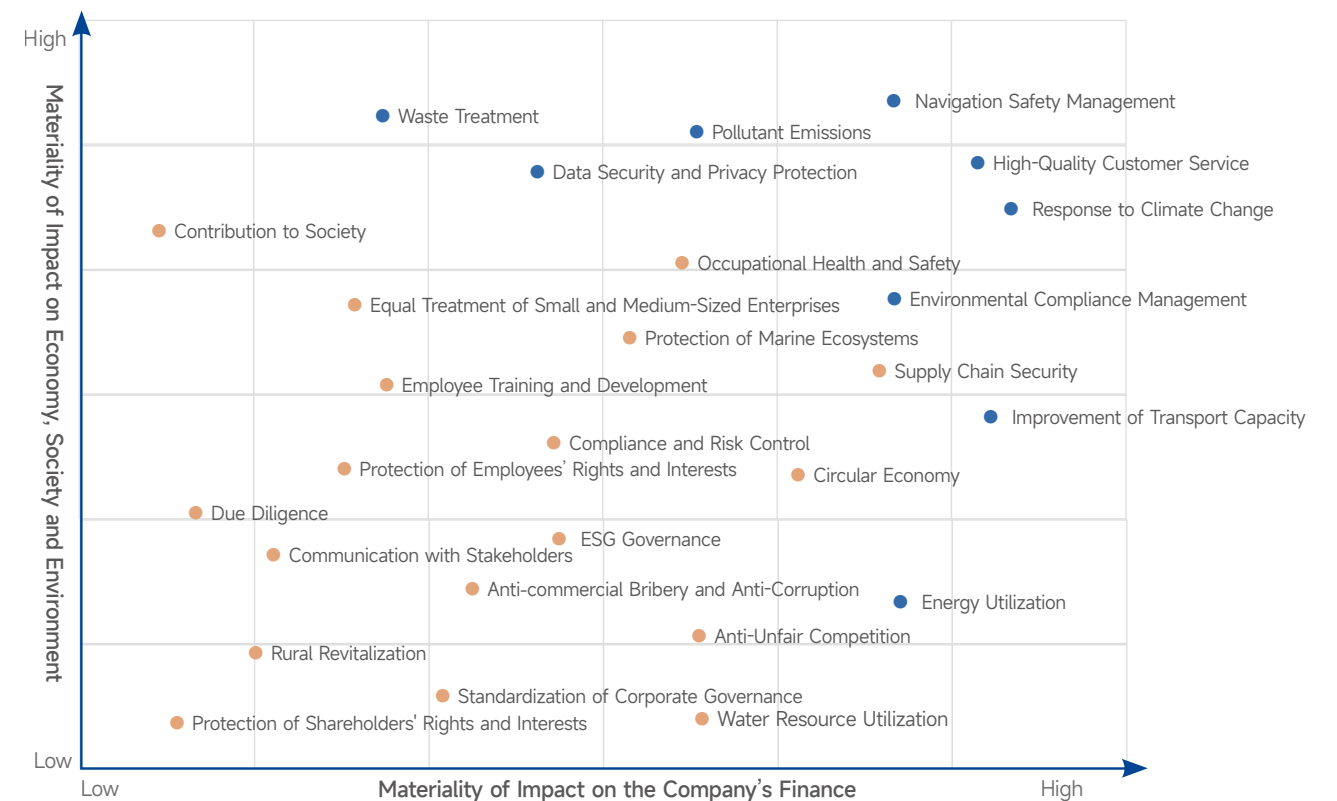 High
Materiality of Impact on Economy, Society and Environment
Navigation Safety Management
Waste Treatment
Pollutant Emissions
High-Quality Customer Service
Data Security and Privacy Protection
Response to Climate Change
Contribution to Society
Occupational Health and Safety
Environmental Compliance Management
Equal Treatment of Small and Medium-Sized Enterprises
Protection of Marine Ecosystems
Supply Chain Security
Employee Training and Development
Improvement of Transport Capacity
Compliance and Risk Control
Protection of Employees’ Rights and Interests
Circular Economy
Due Diligence
ESG Governance
Communication with Stakeholders
Anti-commercial Bribery and Anti-Corruption
Energy Utilization
Anti-Unfair Competition
Rural Revitalization
Standardization of Corporate Governance
Water Resource Utilization
Protection of Shareholders' Rights and Interests
Low
Low
Materiality of Impact on the Company’s Finance
High